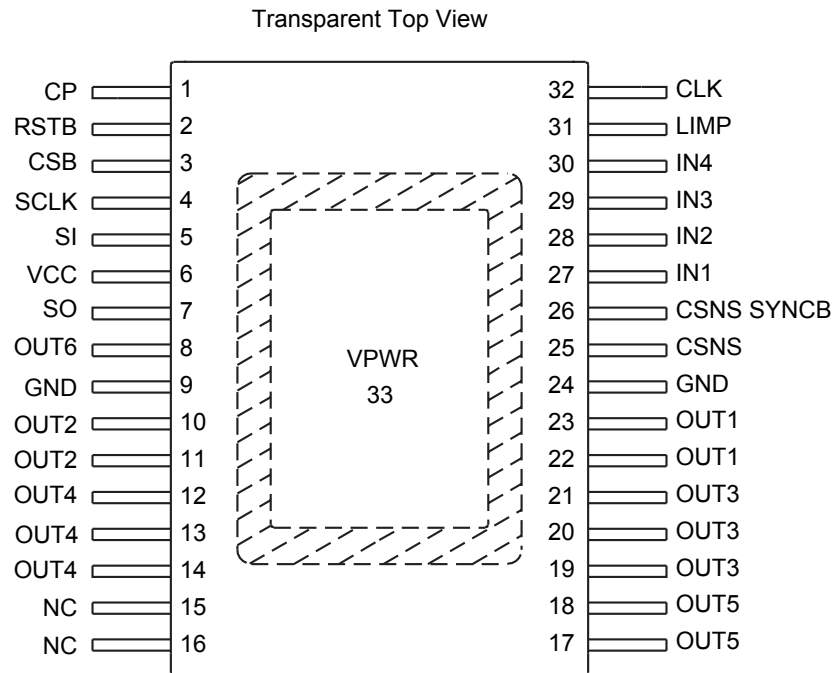 Transparent Top View
CP 1 32 CLK
RSTB 2 31 LIMP
CSB 3 30 IN4
SCLK 4 29 IN3
SI 5 28 IN2
VCC 6 27 IN1
SO 7 26 CSNS SYNCB
OUT6 8 25 CSNS
GND 9 24 GND
OUT2 10 23 OUT1
OUT2 11 22 OUT1
OUT4 12 21 OUT3
OUT4 13 20 OUT3
OUT4 14 19 OUT3
NC 15 18 OUT5
NC 16 17 OUT5
VPWR
33